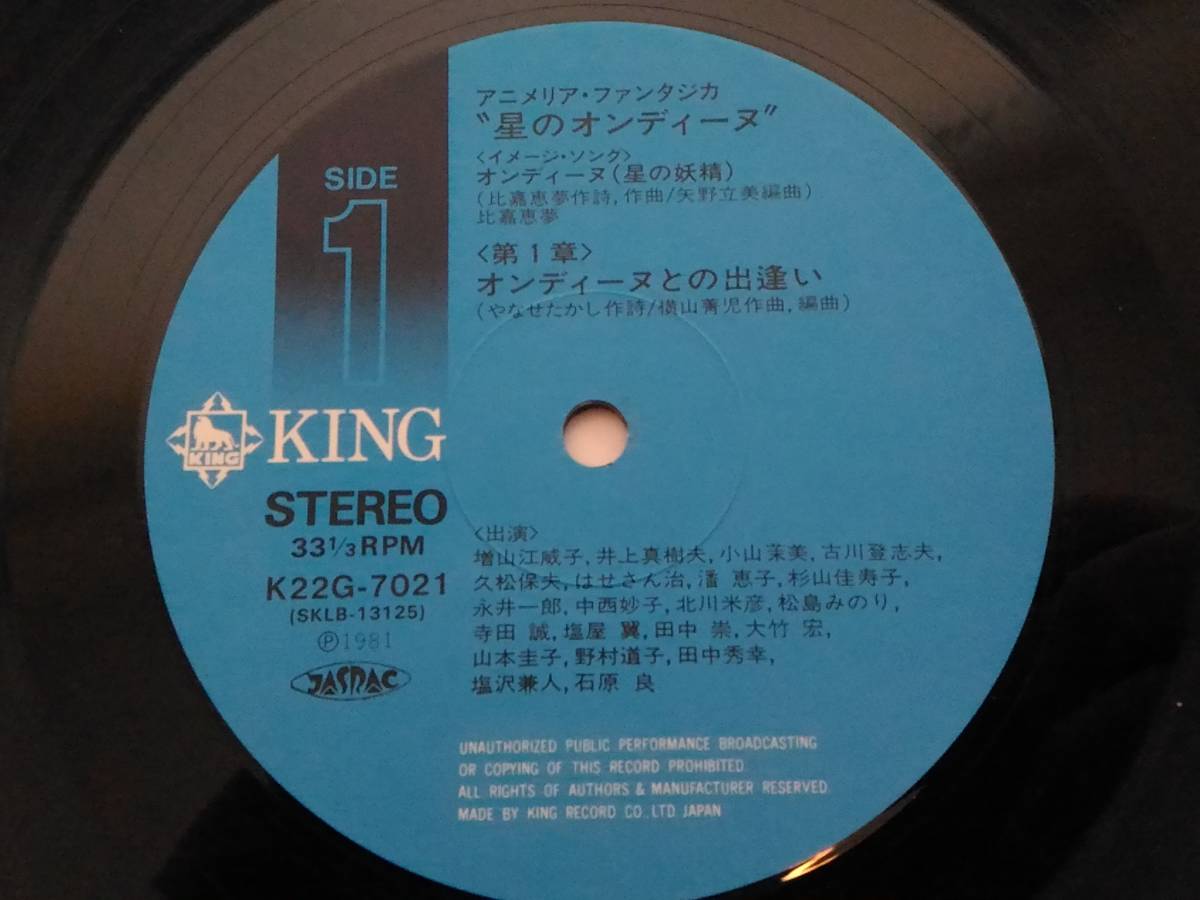 アニメリア・ファンタジカ
"星のオンディーヌ"
〈イメージ・ソング〉
オンディーヌ(星の妖精)
(比嘉恵夢作詩,作曲/矢野立美編曲)
比嘉恵夢
〈第1章〉
オンディーヌとの出逢い
(やなせたかし作詩/横山菁児作曲,編曲)
SIDE
1
KING
KING
STEREO
33 1/3 RPM
K22G-7021
(SKLB-13125)
Ⓟ1981
JASRAC
〈出演〉
増山江威子,井上真樹夫,小山茉美,古川登志夫,
久松保夫,はせさん治,潘 恵子,杉山佳寿子,
永井一郎,中西妙子,北川米彦,松島みのり,
寺田 誠,塩屋 翼,田中 崇,大竹 宏,
山本圭子,野村道子,田中秀幸,
塩沢兼人,石原 良
UNAUTHORIZED PUBLIC PERFORMANCE BROADCASTING
OR COPYING OF THIS RECORD PROHIBITED.
ALL RIGHTS OF AUTHORS & MANUFACTURER RESERVED.
MADE BY KING RECORD CO., LTD. JAPAN